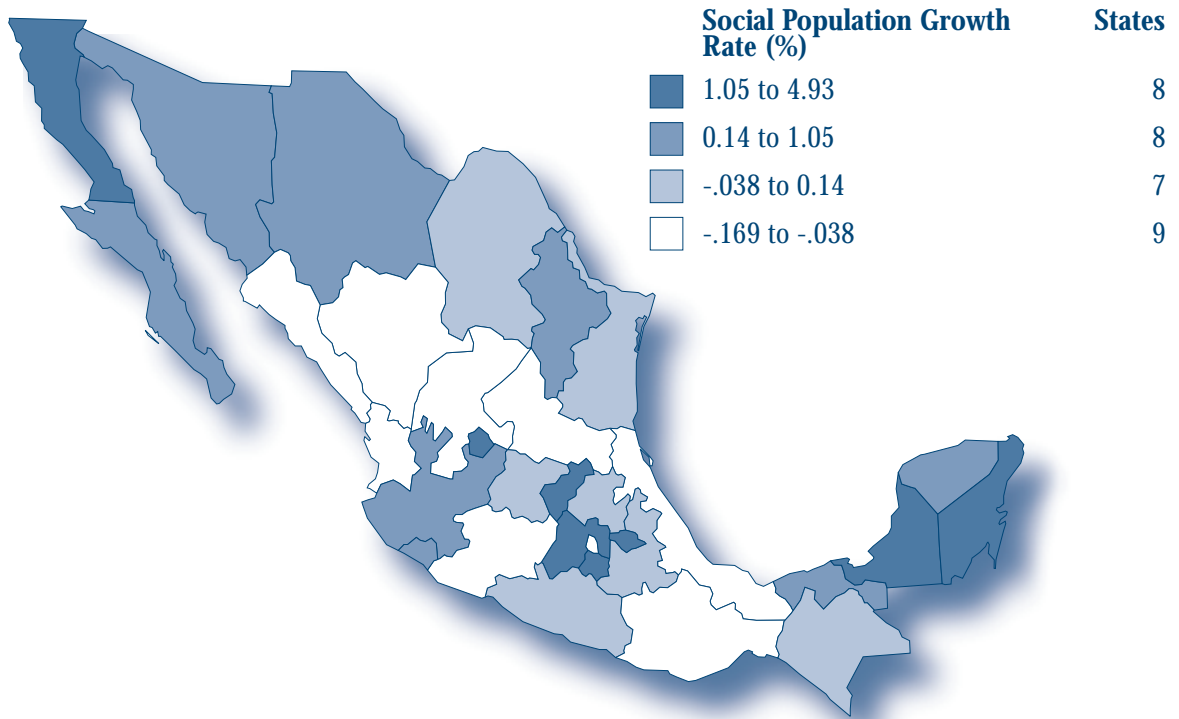 Social Population Growth States
Rate (%)
1.05 to 4.93 8
0.14 to 1.05 8
-.038 to 0.14 7
-.169 to -.038 9